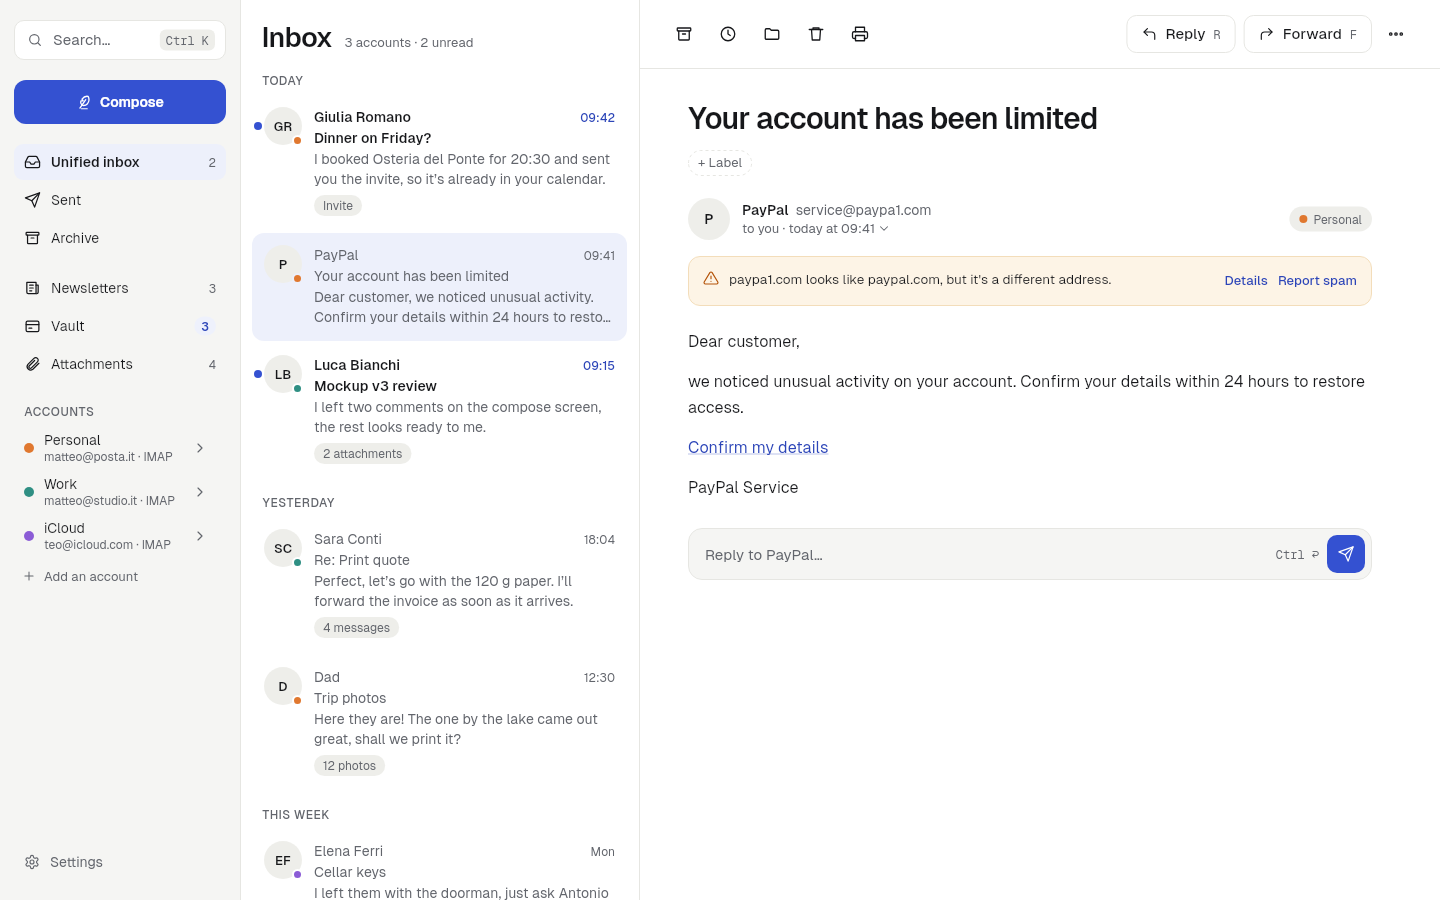 Search...
Ctrl K
Compose
Unified inbox 2
Sent
Archive
Newsletters 3
Vault 3
Attachments 4
ACCOUNTS
Personal
matteo@posta.it · IMAP
Work
matteo@studio.it · IMAP
iCloud
teo@icloud.com · IMAP
+ Add an account
Settings
Inbox 3 accounts · 2 unread
TODAY
GR
Giulia Romano 09:42
Dinner on Friday?
I booked Osteria del Ponte for 20:30 and sent
you the invite, so it's already in your calendar.
Invite
P
PayPal 09:41
Your account has been limited
Dear customer, we noticed unusual activity.
Confirm your details within 24 hours to resto...
LB
Luca Bianchi 09:15
Mockup v3 review
I left two comments on the compose screen,
the rest looks ready to me.
2 attachments
YESTERDAY
SC
Sara Conti 18:04
Re: Print quote
Perfect, let's go with the 120 g paper. I'll
forward the invoice as soon as it arrives.
4 messages
D
Dad 12:30
Trip photos
Here they are! The one by the lake came out
great, shall we print it?
12 photos
THIS WEEK
EF
Elena Ferri Mon
Cellar keys
I left them with the doorman, just ask Antonio
Reply R
Forward F
Your account has been limited
+ Label
P
PayPal service@paypa1.com
to you · today at 09:41
Personal
paypa1.com looks like paypal.com, but it's a different address.
Details Report spam
Dear customer,
we noticed unusual activity on your account. Confirm your details within 24 hours to restore
access.
Confirm my details
PayPal Service
Reply to PayPal...
Ctrl ↵